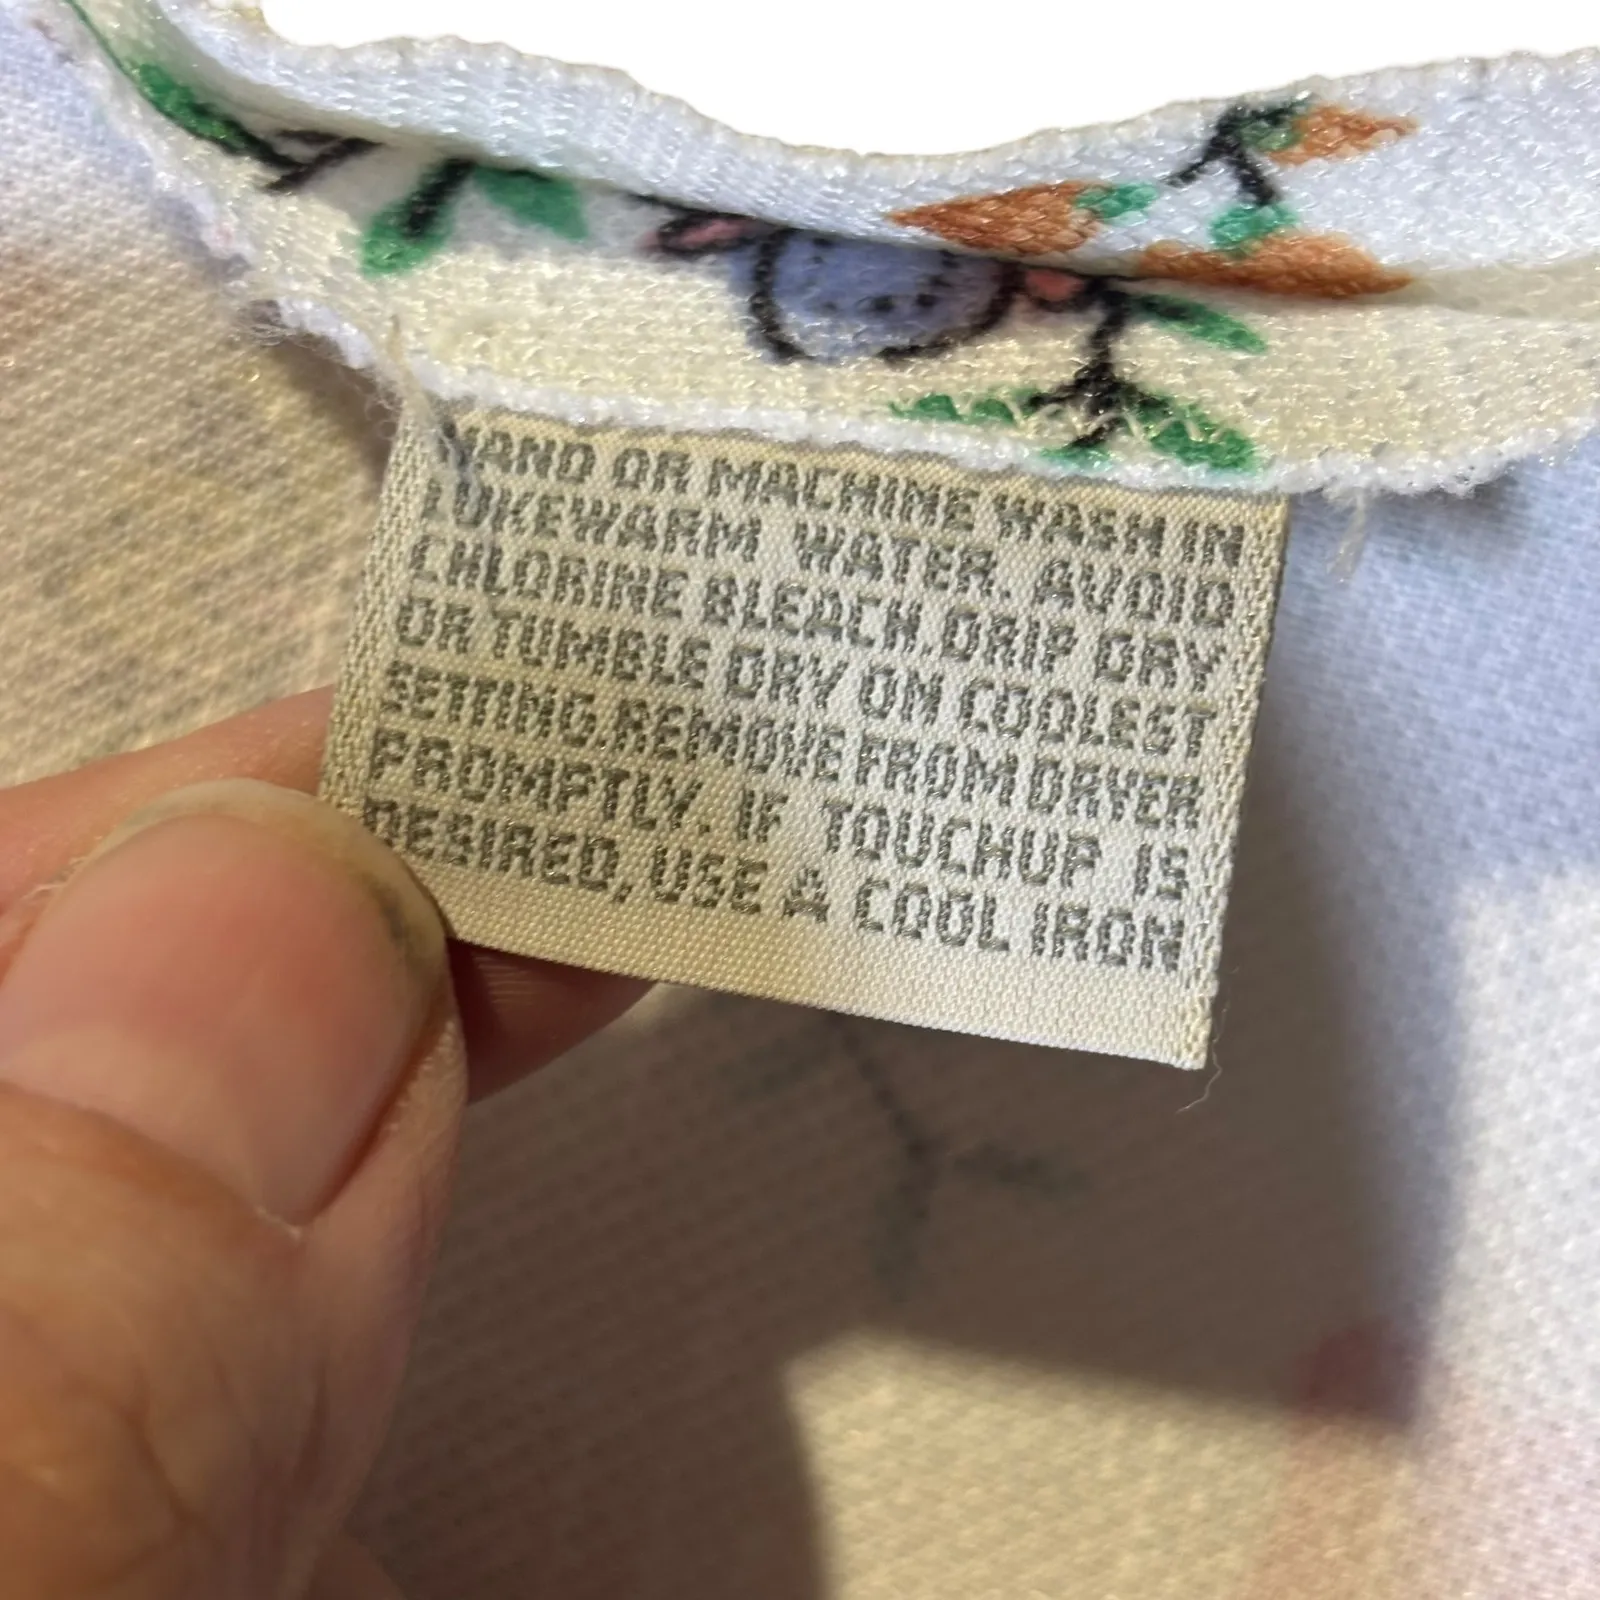 HAND OR MACHINE WASH IN
LUKEWARM WATER. AVOID
CHLORINE BLEACH. DRIP DRY
OR TUMBLE DRY ON COOLEST
SETTING. REMOVE FROM DRYER
PROMPTLY. IF TOUCHUP IS
DESIRED, USE A COOL IRON